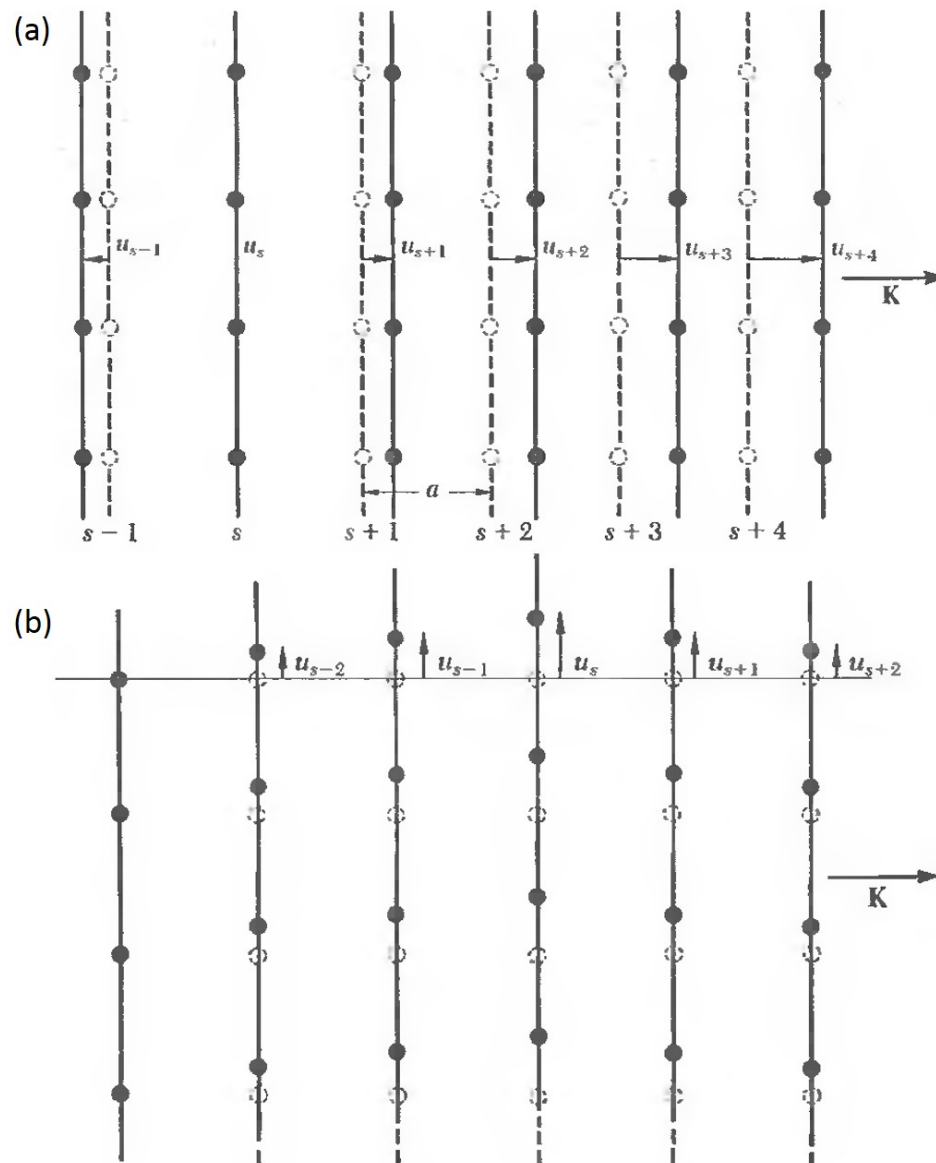 (a)
u_{s-1} u_s u_{s+1} u_{s+2} u_{s+3} u_{s+4}
K
a
s − 1 s s + 1 s + 2 s + 3 s + 4
(b)
u_{s-2} u_{s-1} u_s u_{s+1} u_{s+2}
K